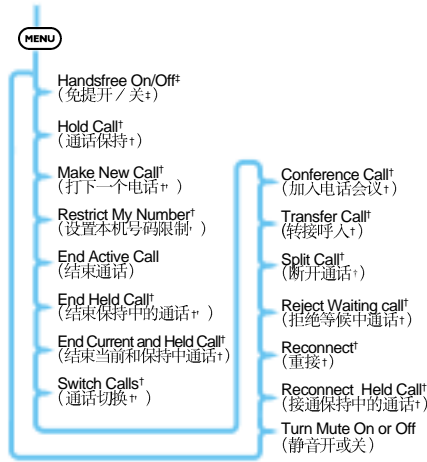 MENU
Handsfree On/Off‡
(免提开／关‡)
Hold Call†
(通话保持†)
Make New Call†
(打下一个电话†' )
Restrict My Number†
(设置本机号码限制' )
End Active Call
(结束通话)
End Held Call†
(结束保持中的通话†' )
End Current and Held Call†
(结束当前和保持中通话†)
Switch Calls†
(通话切换†' )
Conference Call†
(加入电话会议†)
Transfer Call†
(转接呼入†)
Split Call†
(断开通话†)
Reject Waiting call†
(拒绝等候中通话†)
Reconnect†
(重接†)
Reconnect Held Call†
(接通保持中的通话†)
Turn Mute On or Off
(静音开或关)